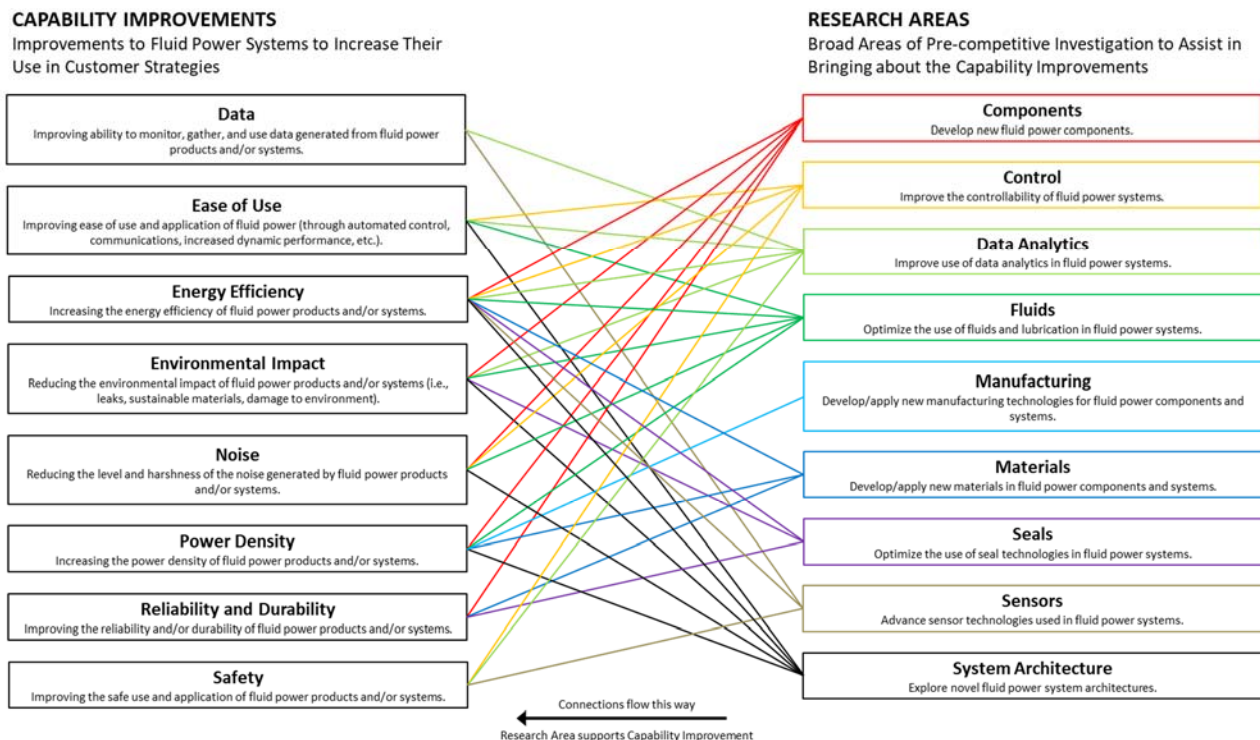 CAPABILITY IMPROVEMENTS
Improvements to Fluid Power Systems to Increase Their
Use in Customer Strategies
Data
Improving ability to monitor, gather, and use data generated from fluid power
products and/or systems.
Ease of Use
Improving ease of use and application of fluid power (through automated control,
communications, increased dynamic performance, etc.).
Energy Efficiency
Increasing the energy efficiency of fluid power products and/or systems.
Environmental Impact
Reducing the environmental impact of fluid power products and/or systems (i.e.,
leaks, sustainable materials, damage to environment).
Noise
Reducing the level and harshness of the noise generated by fluid power products
and/or systems.
Power Density
Increasing the power density of fluid power products and/or systems.
Reliability and Durability
Improving the reliability and/or durability of fluid power products and/or systems.
Safety
Improving the safe use and application of fluid power products and/or systems.
RESEARCH AREAS
Broad Areas of Pre-competitive Investigation to Assist in
Bringing about the Capability Improvements
Components
Develop new fluid power components.
Control
Improve the controllability of fluid power systems.
Data Analytics
Improve use of data analytics in fluid power systems.
Fluids
Optimize the use of fluids and lubrication in fluid power systems.
Manufacturing
Develop/apply new manufacturing technologies for fluid power components and
systems.
Materials
Develop/apply new materials in fluid power components and systems.
Seals
Optimize the use of seal technologies in fluid power systems.
Sensors
Advance sensor technologies used in fluid power systems.
System Architecture
Explore novel fluid power system architectures.
Connections flow this way
Research Area supports Capability Improvement